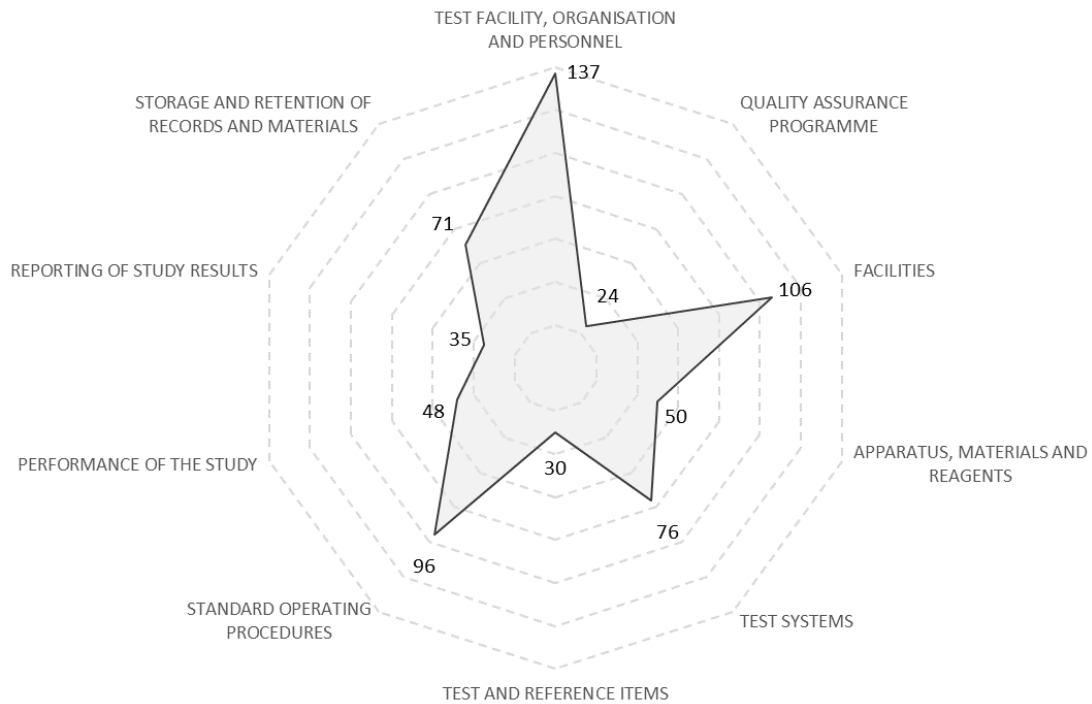 TEST FACILITY, ORGANISATION
AND PERSONNEL
137
QUALITY ASSURANCE
PROGRAMME
24
FACILITIES
106
APPARATUS, MATERIALS AND
REAGENTS
50
TEST SYSTEMS
76
TEST AND REFERENCE ITEMS
30
STANDARD OPERATING
PROCEDURES
96
PERFORMANCE OF THE STUDY
48
REPORTING OF STUDY RESULTS
35
STORAGE AND RETENTION OF
RECORDS AND MATERIALS
71